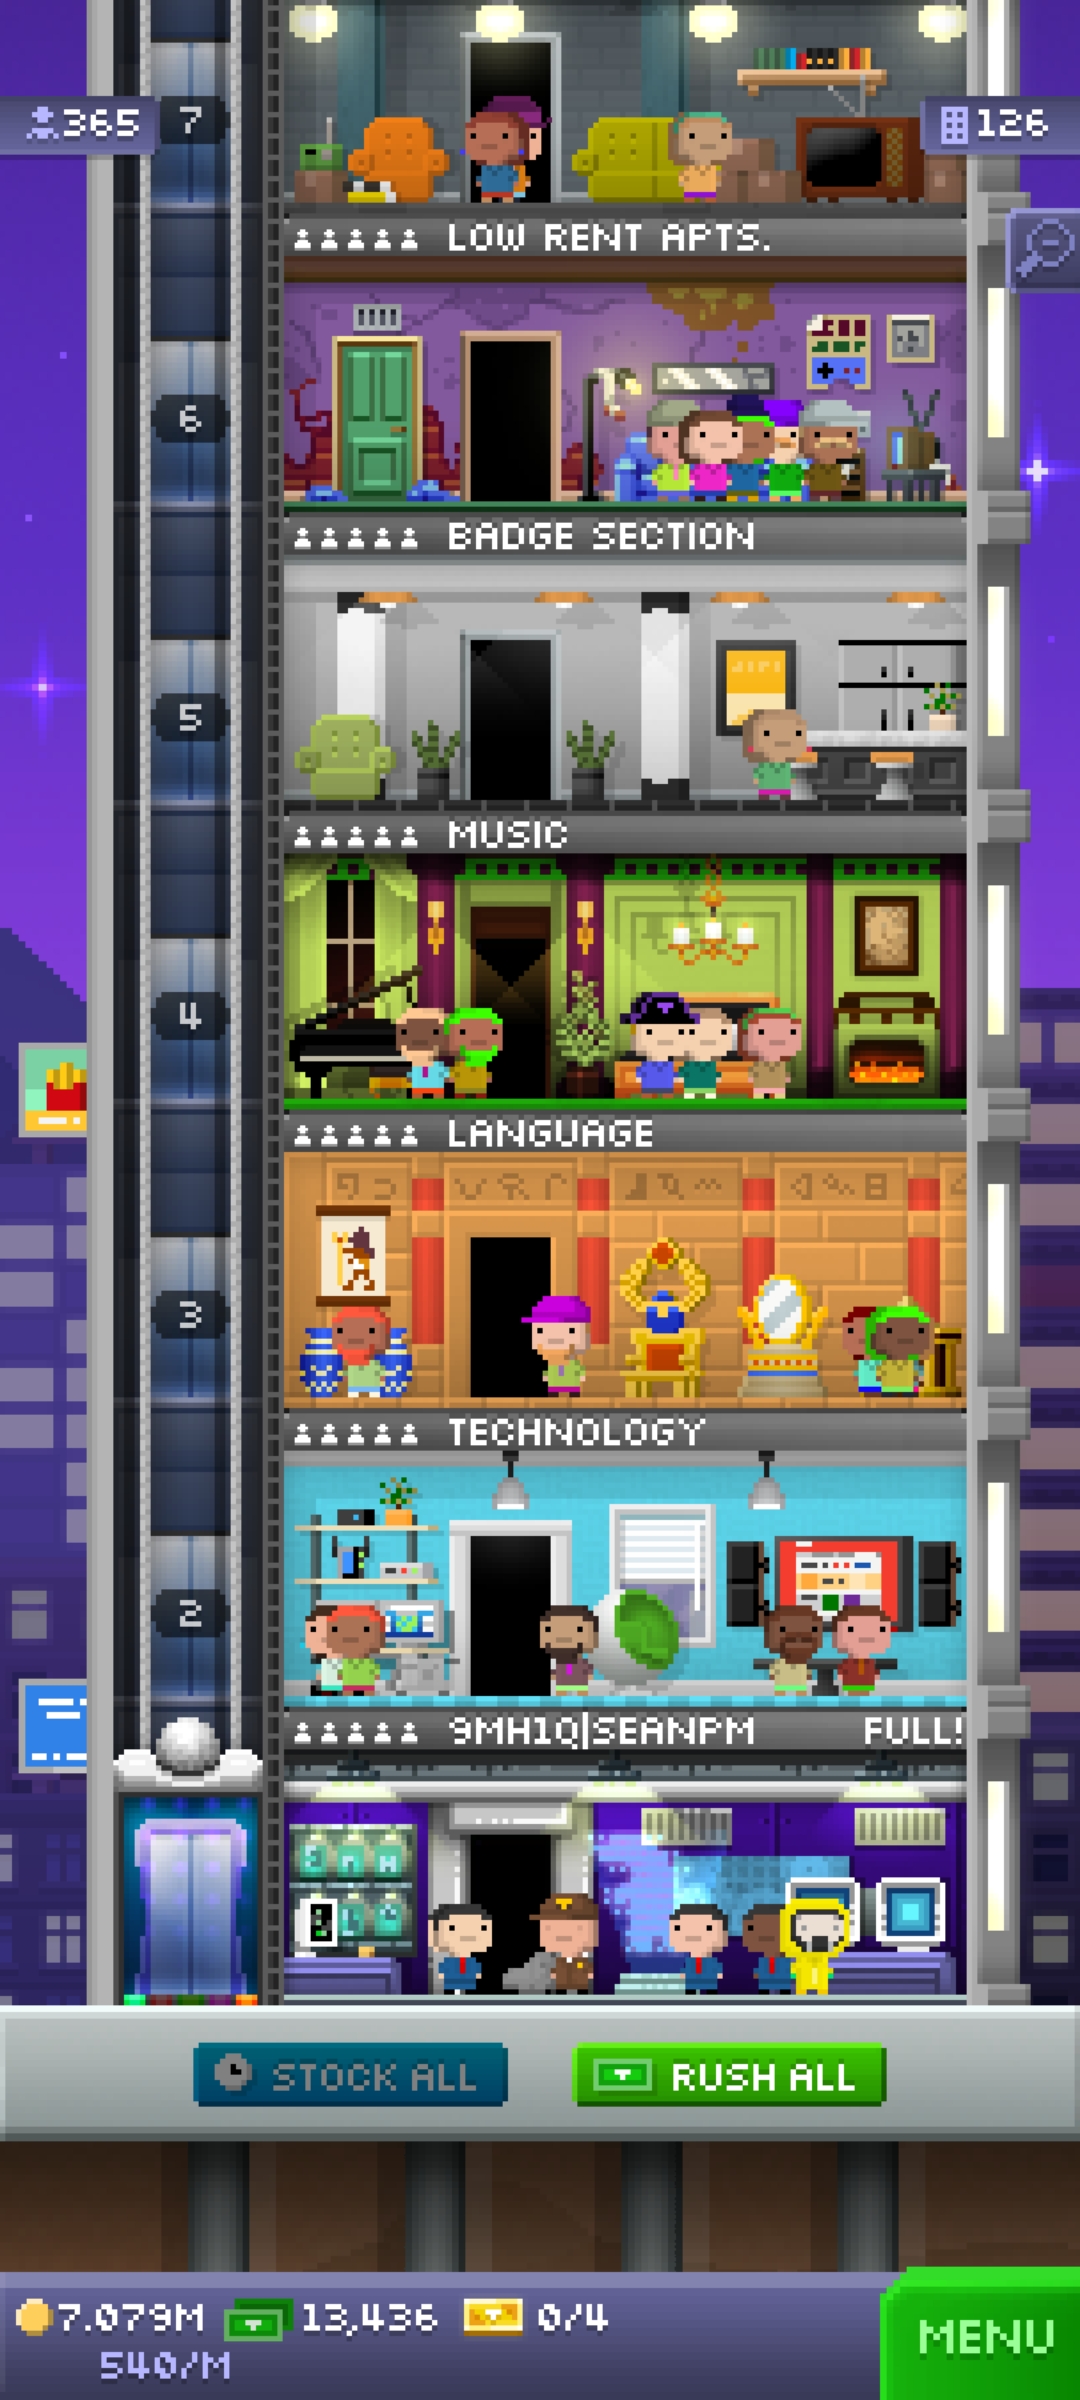 7
365
126
LOW RENT APTS.
6
BADGE SECTION
5
MUSIC
4
LANGUAGE
3
TECHNOLOGY
2
9MH1Q|SEANPM FULL!
STOCK ALL
RUSH ALL
7.079M 13,436 0/4
540/M
MENU